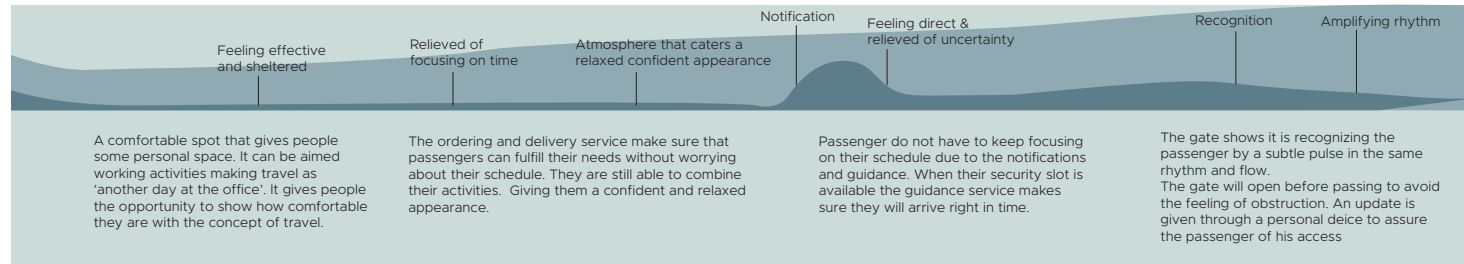 Feeling effective
and sheltered
Relieved of
focusing on time
Atmosphere that caters a
relaxed confident appearance
Notification
Feeling direct &
relieved of uncertainty
Recognition
Amplifying rhythm
A comfortable spot that gives people
some personal space. It can be aimed
working activities making travel as
‘another day at the office’. It gives people
the opportunity to show how comfortable
they are with the concept of travel.
The ordering and delivery service make sure that
passengers can fulfill their needs without worrying
about their schedule. They are still able to combine
their activities.  Giving them a confident and relaxed
appearance.
Passenger do not have to keep focusing
on their schedule due to the notifications
and guidance. When their security slot is
available the guidance service makes
sure they will arrive right in time.
The gate shows it is recognizing the
passenger by a subtle pulse in the same
rhythm and flow.
The gate will open before passing to avoid
the feeling of obstruction. An update is
given through a personal deice to assure
the passenger of his access